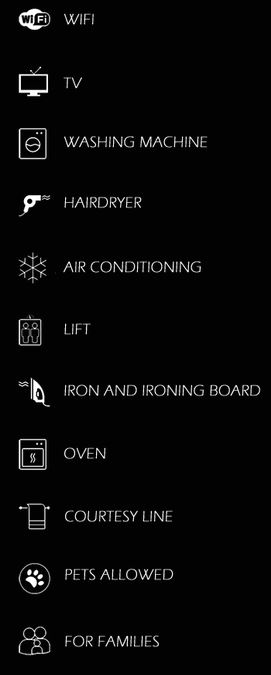 WiFi WIFI
TV
WASHING MACHINE
HAIRDRYER
AIR CONDITIONING
LIFT
IRON AND IRONING BOARD
OVEN
COURTESY LINE
PETS ALLOWED
FOR FAMILIES